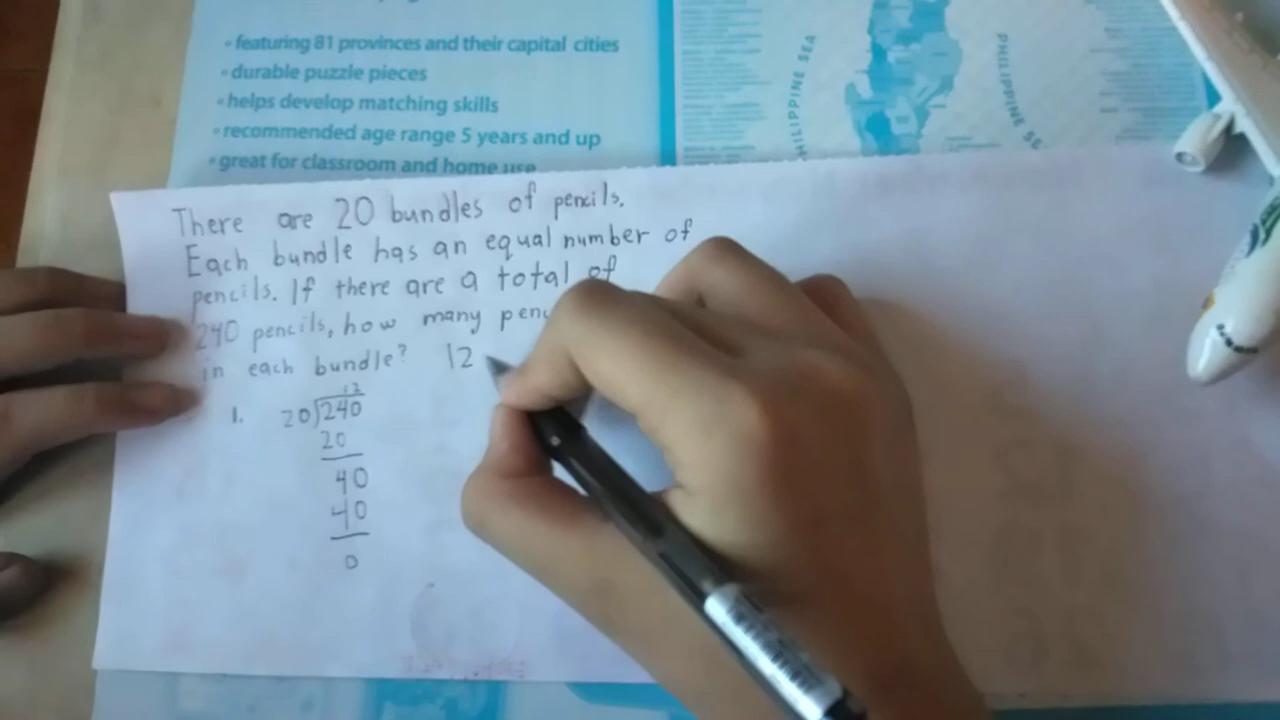 featuring 81 provinces and their capital cities
durable puzzle pieces
helps develop matching skills
recommended age range 5 years and up
great for classroom and home use
PHILIPPINE SEA
There are 20 bundles of pencils.
Each bundle has an equal number of
pencils. If there are a total of
240 pencils, how many
in each bundle? 12
12
1. 20)240
20
40
40
0